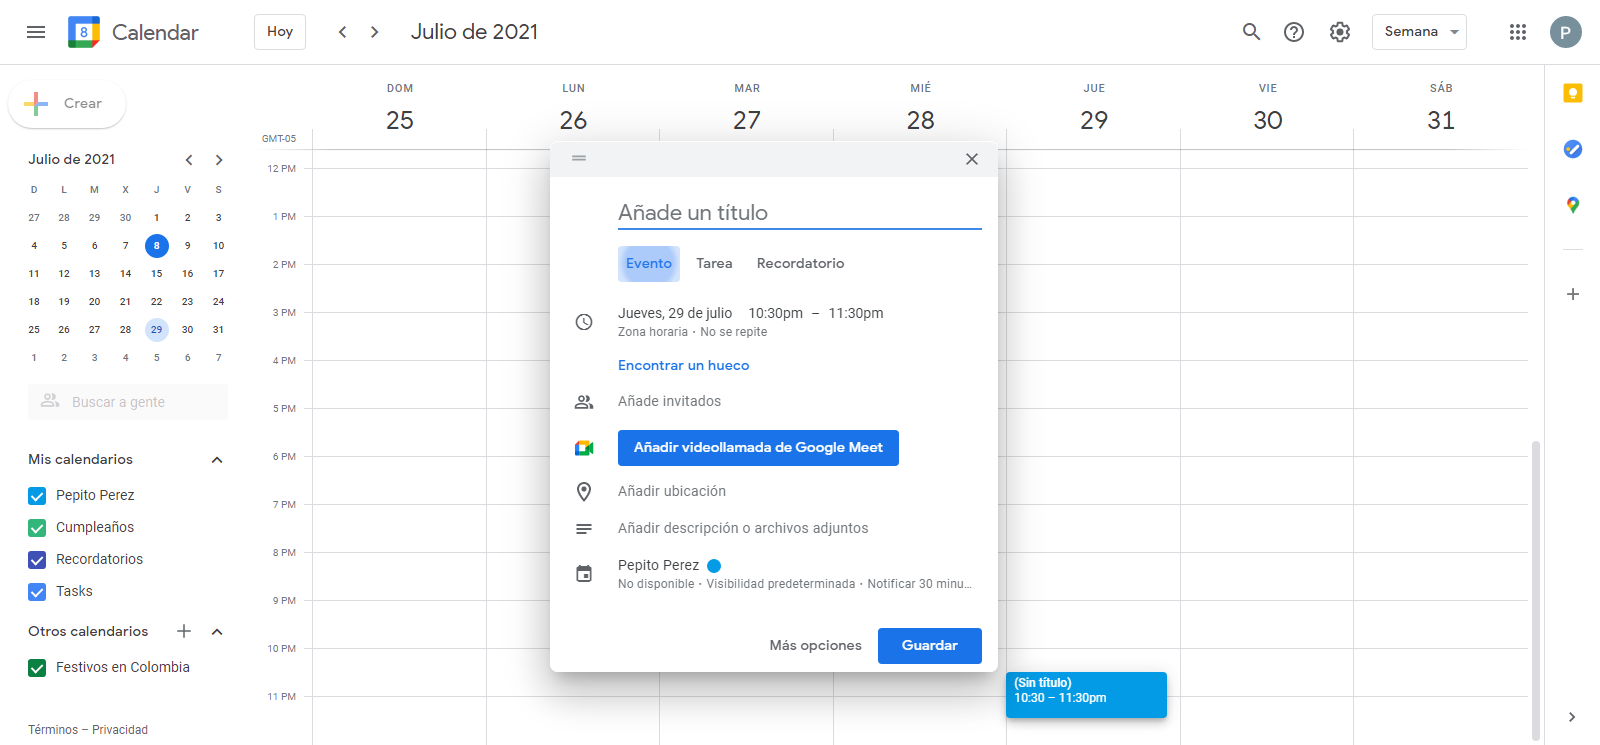 8 Calendar Hoy Julio de 2021 Semana P
Crear
DOM LUN MAR MIÉ JUE VIE SÁB
25 26 27 28 29 30 31
GMT-05
Julio de 2021
D L M X J V S
27 28 29 30 1 2 3
4 5 6 7 8 9 10
11 12 13 14 15 16 17
18 19 20 21 22 23 24
25 26 27 28 29 30 31
1 2 3 4 5 6 7
Buscar a gente
Mis calendarios
Pepito Perez
Cumpleaños
Recordatorios
Tasks
Otros calendarios
Festivos en Colombia
Términos – Privacidad
12 PM
1 PM
2 PM
3 PM
4 PM
5 PM
6 PM
7 PM
8 PM
9 PM
10 PM
11 PM
Añade un título
Evento Tarea Recordatorio
Jueves, 29 de julio 10:30pm – 11:30pm
Zona horaria · No se repite
Encontrar un hueco
Añade invitados
Añadir videollamada de Google Meet
Añadir ubicación
Añadir descripción o archivos adjuntos
Pepito Perez
No disponible · Visibilidad predeterminada · Notificar 30 minu...
Más opciones Guardar
(Sin título)
10:30 – 11:30pm